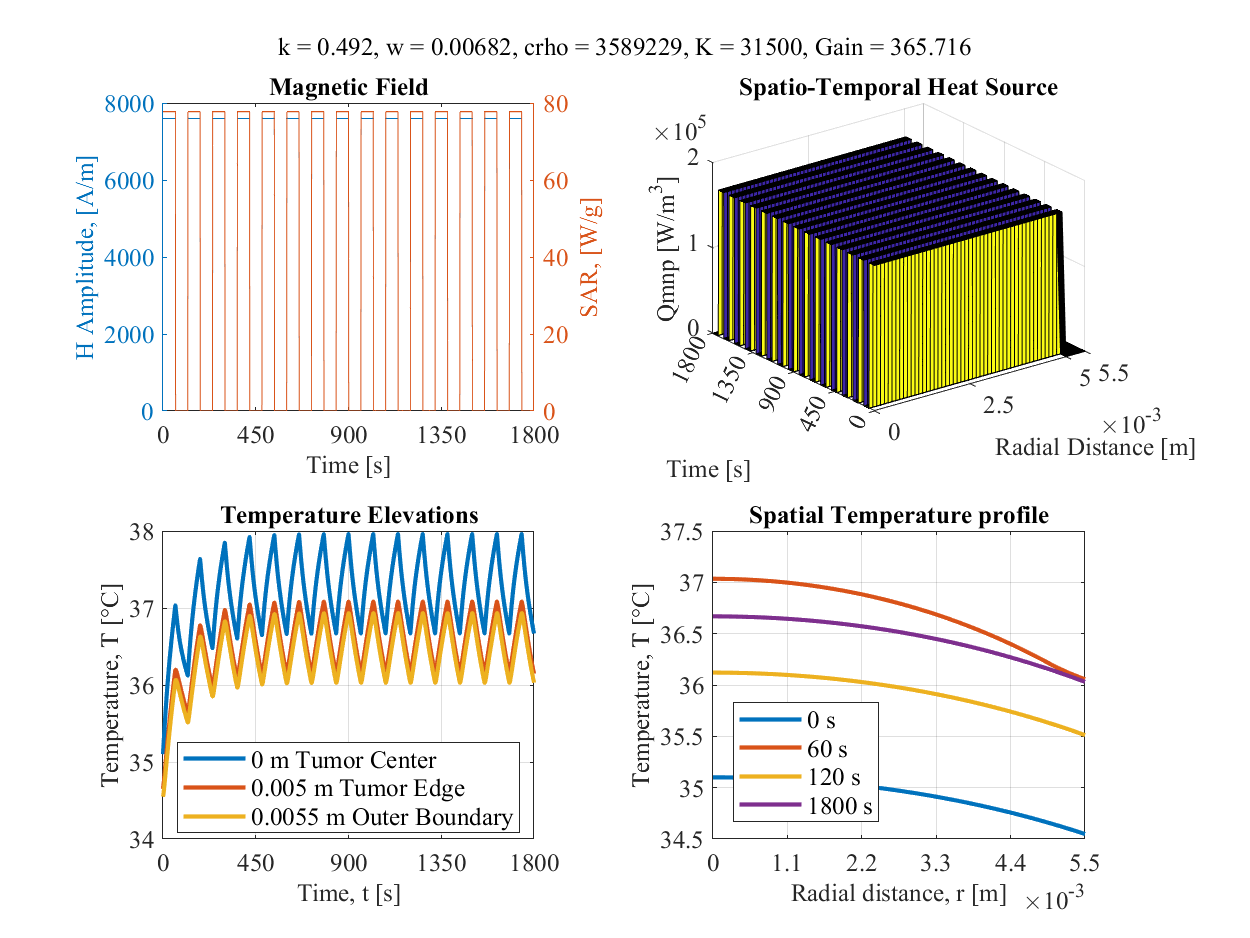 k = 0.492, w = 0.00682, crho = 3589229, K = 31500, Gain = 365.716
Magnetic Field
8000
6000
4000
2000
0
H Amplitude, [A/m]
80
60
40
20
0
SAR, [W/g]
0 450 900 1350 1800
Time [s]
Spatio-Temporal Heat Source
×10^5
2
1
0
Qmnp [W/m^3]
1800
1350
900
450
0
Time [s]
0
2.5
5
5.5
×10^-3
Radial Distance [m]
Temperature Elevations
38
37
36
35
34
Temperature, T [°C]
0 m Tumor Center
0.005 m Tumor Edge
0.0055 m Outer Boundary
0 450 900 1350 1800
Time, t [s]
Spatial Temperature profile
37.5
37
36.5
36
35.5
35
34.5
Temperature, T [°C]
0 s
60 s
120 s
1800 s
0 1.1 2.2 3.3 4.4 5.5
Radial distance, r [m]
×10^-3